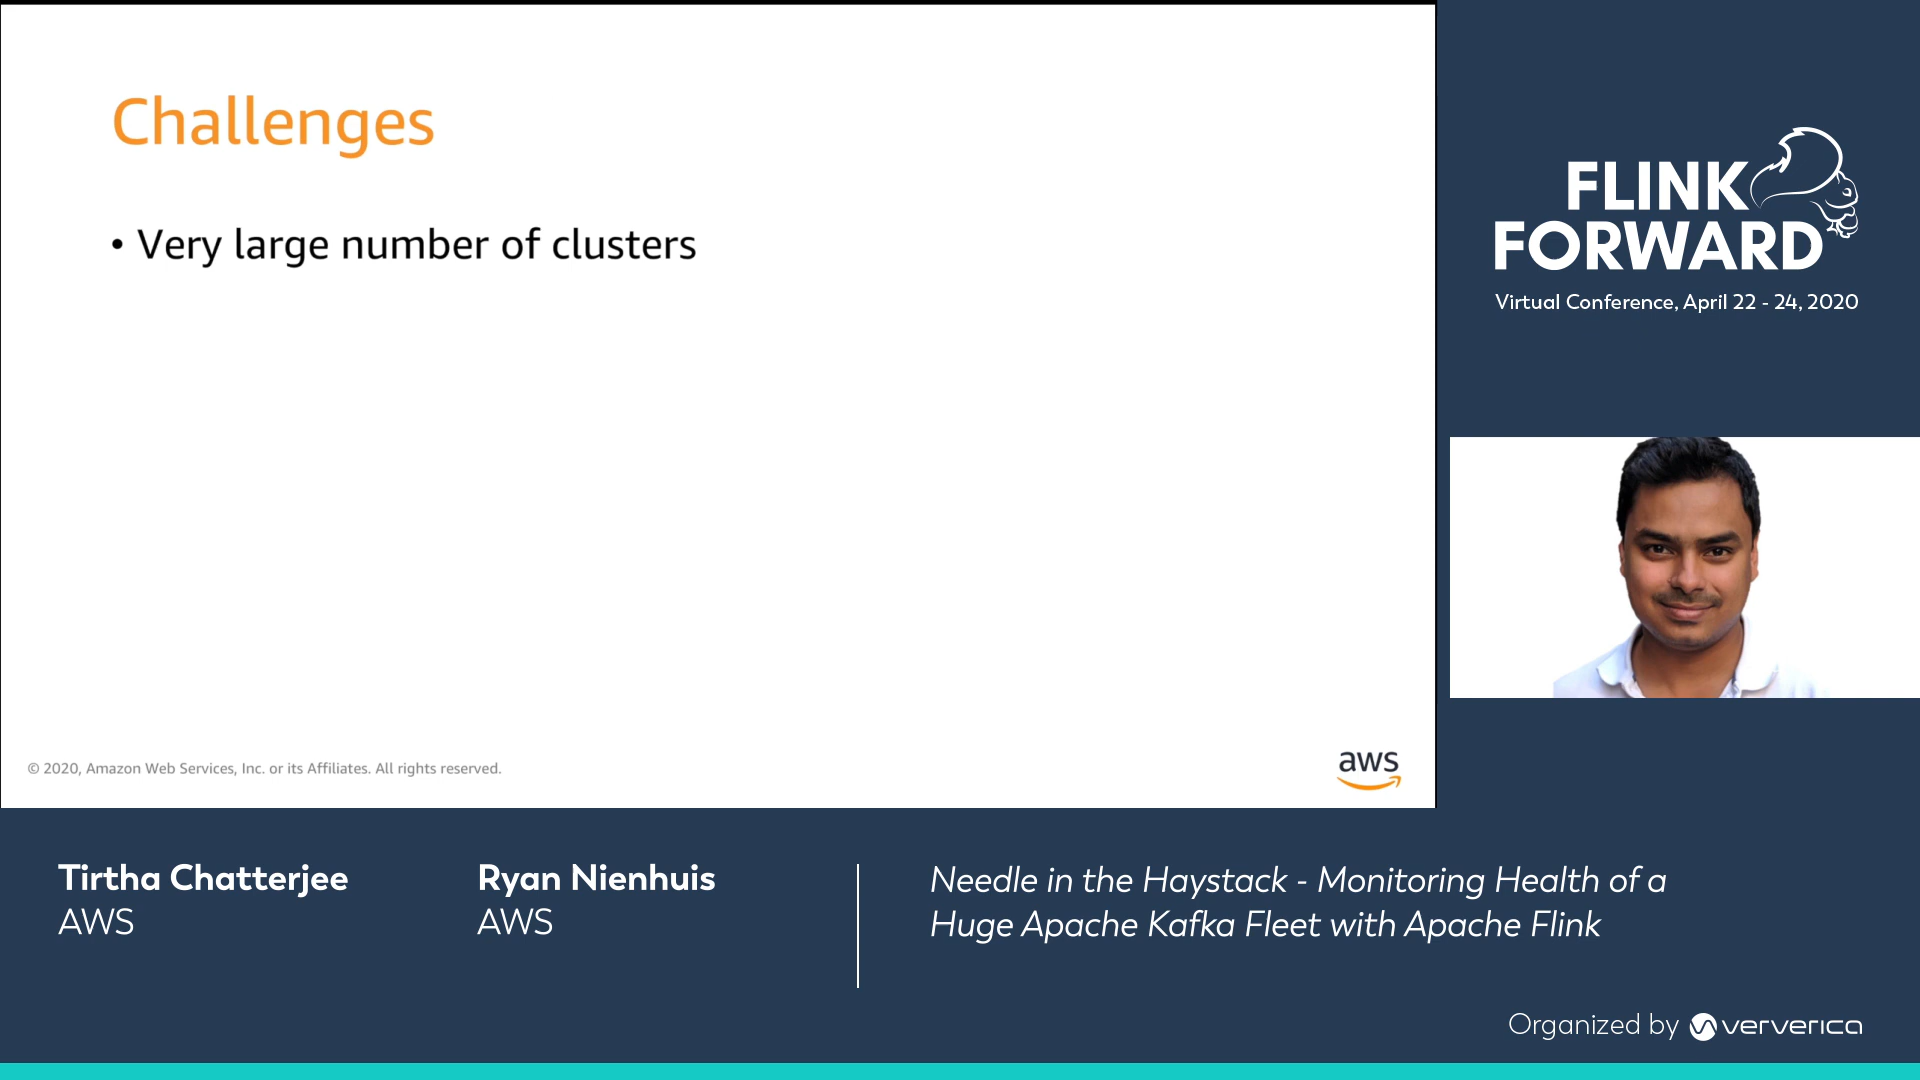 Challenges
• Very large number of clusters
© 2020, Amazon Web Services, Inc. or its Affiliates. All rights reserved.
aws
FLINK
FORWARD
Virtual Conference, April 22 - 24, 2020
Tirtha Chatterjee
AWS
Ryan Nienhuis
AWS
Needle in the Haystack - Monitoring Health of a
Huge Apache Kafka Fleet with Apache Flink
Organized by ververica